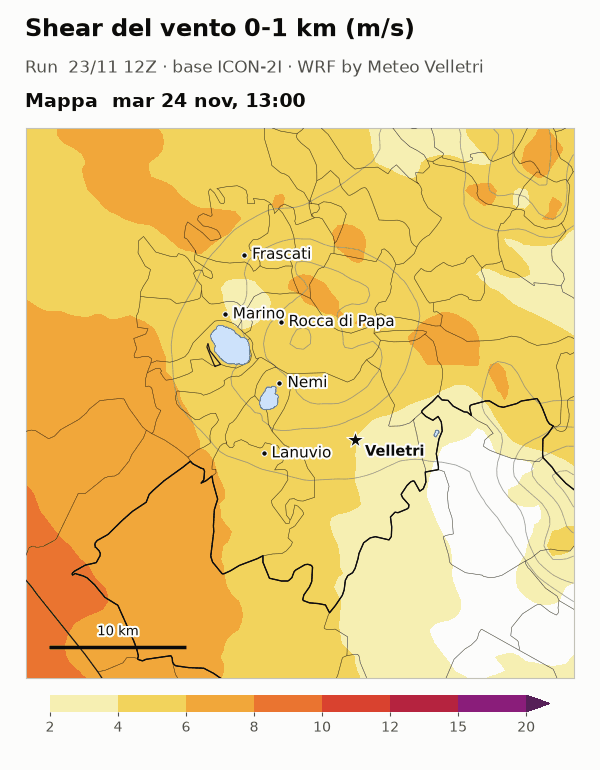 Shear del vento 0-1 km (m/s)
Run 23/11 12Z · base ICON-2I · WRF by Meteo Velletri
Mappa mar 24 nov, 13:00
Frascati
Marino
Rocca di Papa
Nemi
Velletri
Lanuvio
10 km
2 4 6 8 10 12 15 20